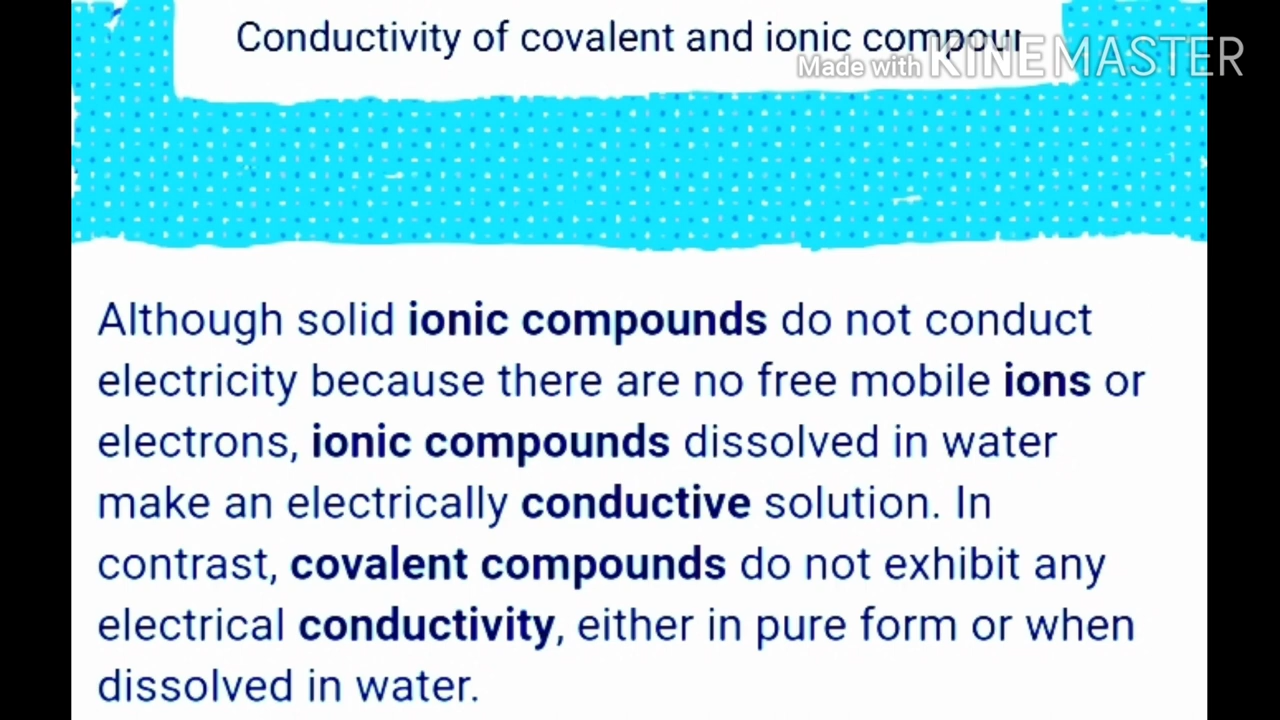 Conductivity of covalent and ionic compour
Made with KINEMASTER
Although solid ionic compounds do not conduct
electricity because there are no free mobile ions or
electrons, ionic compounds dissolved in water
make an electrically conductive solution. In
contrast, covalent compounds do not exhibit any
electrical conductivity, either in pure form or when
dissolved in water.